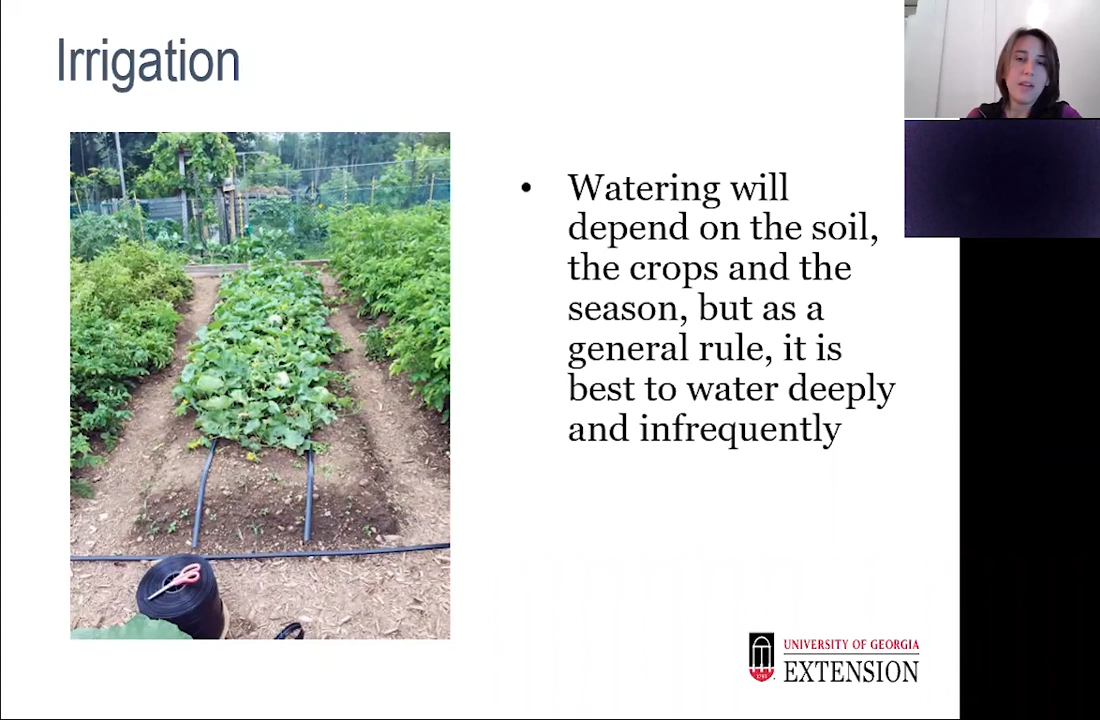 Irrigation
• Watering will
depend on the soil,
the crops and the
season, but as a
general rule, it is
best to water deeply
and infrequently
UNIVERSITY OF GEORGIA
EXTENSION